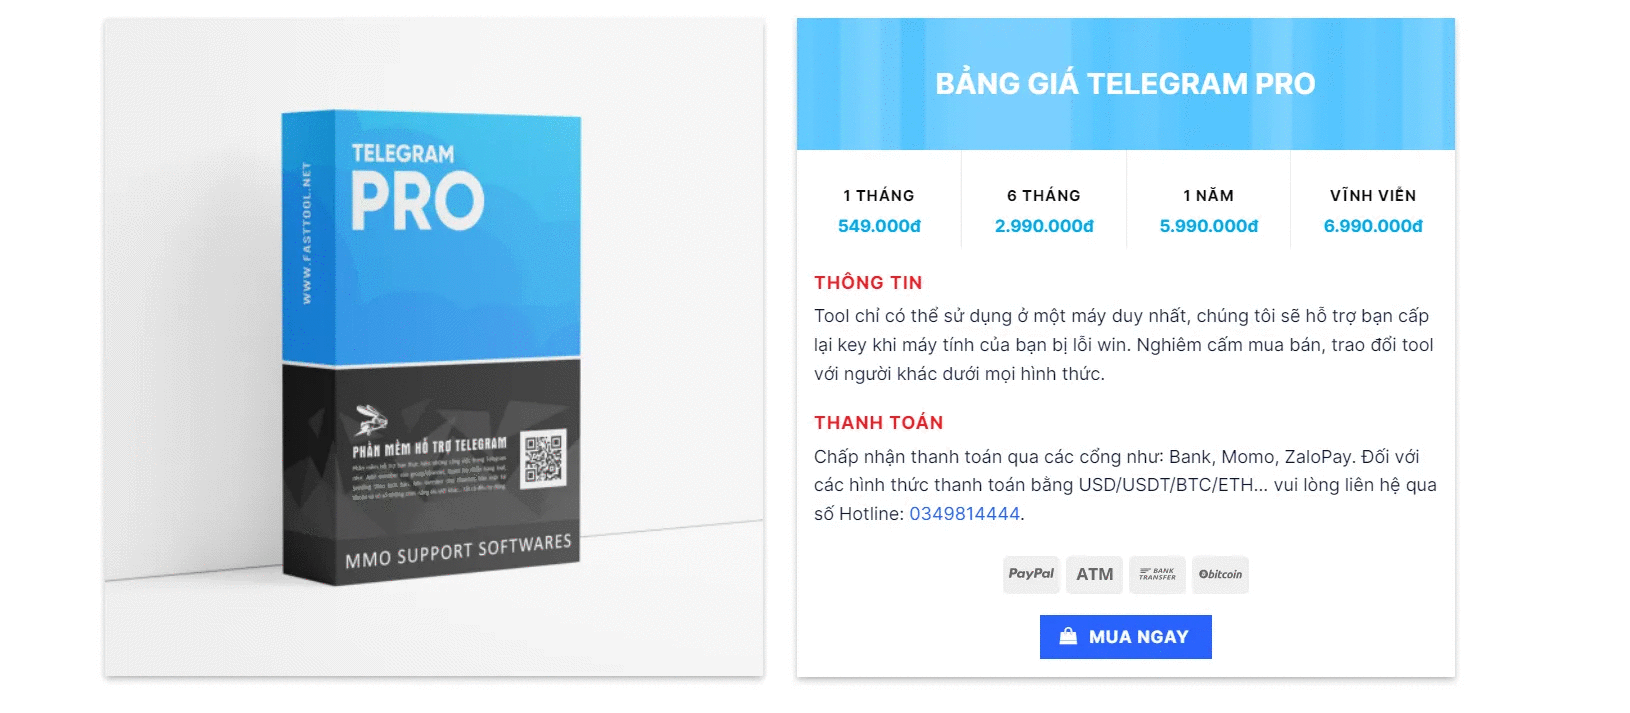 WWW.FASTTOOL.NET
TELEGRAM
PRO
PHẦN MỀM HỖ TRỢ TELEGRAM
MMO SUPPORT SOFTWARES
BẢNG GIÁ TELEGRAM PRO
1 THÁNG
549.000đ
6 THÁNG
2.990.000đ
1 NĂM
5.990.000đ
VĨNH VIỄN
6.990.000đ
THÔNG TIN
Tool chỉ có thể sử dụng ở một máy duy nhất, chúng tôi sẽ hỗ trợ bạn cấp
lại key khi máy tính của bạn bị lỗi win. Nghiêm cấm mua bán, trao đổi tool
với người khác dưới mọi hình thức.
THANH TOÁN
Chấp nhận thanh toán qua các cổng như: Bank, Momo, ZaloPay. Đối với
các hình thức thanh toán bằng USD/USDT/BTC/ETH... vui lòng liên hệ qua
số Hotline: 0349814444.
PayPal
ATM
BANK
TRANSFER
bitcoin
MUA NGAY